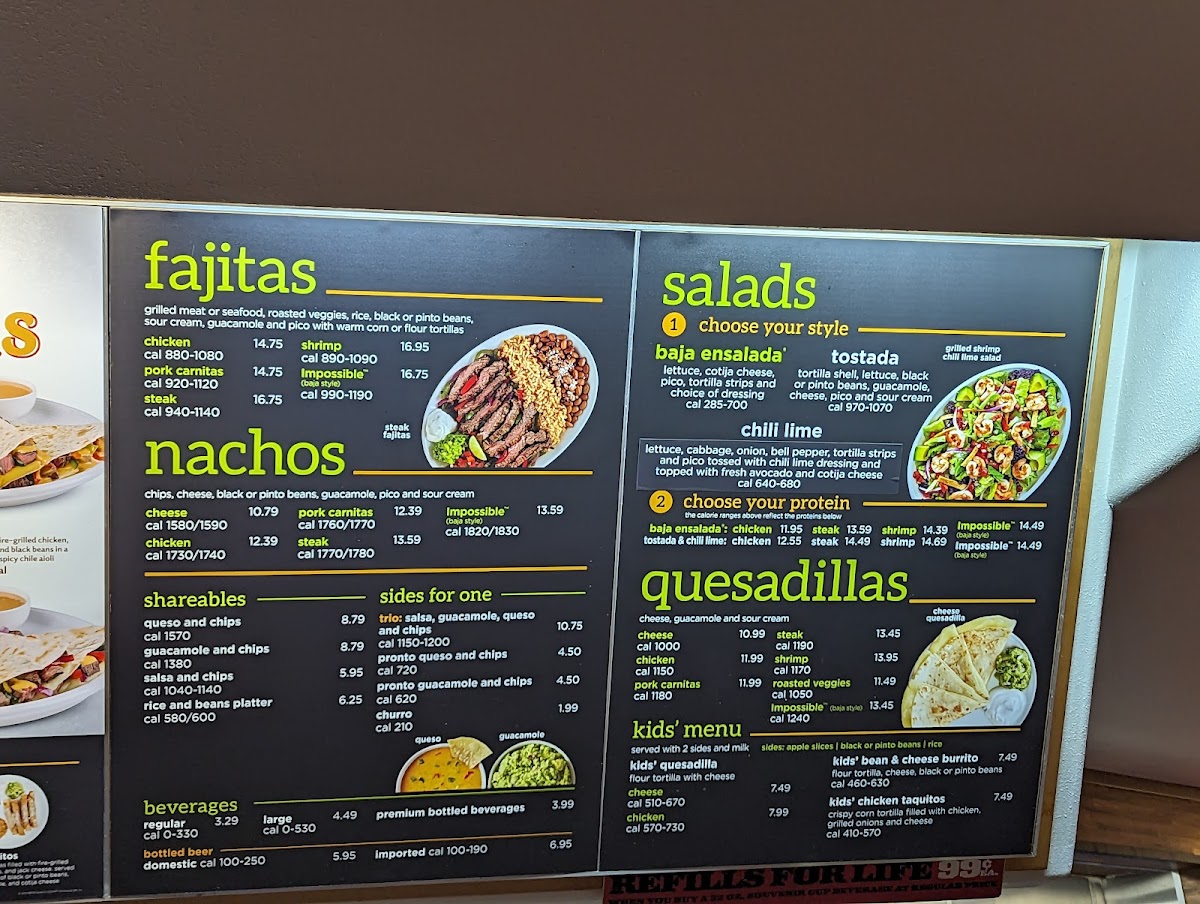 s
fire-grilled chicken,
and black beans in a
spicy chile aioli
fajitas
grilled meat or seafood, roasted veggies, rice, black or pinto beans,
sour cream, guacamole and pico with warm corn or flour tortillas
chicken 14.75
cal 880-1080
pork carnitas 14.75
cal 920-1120
steak 16.75
cal 940-1140
shrimp 16.95
cal 890-1090
Impossible™ 16.75
(baja style)
cal 990-1190
steak
fajitas
nachos
chips, cheese, black or pinto beans, guacamole, pico and sour cream
cheese 10.79
cal 1580/1590
chicken 12.39
cal 1730/1740
pork carnitas 12.39
cal 1760/1770
steak 13.59
cal 1770/1780
Impossible™ 13.59
(baja style)
cal 1820/1830
shareables
queso and chips 8.79
cal 1570
guacamole and chips 8.79
cal 1380
salsa and chips 5.95
cal 1040-1140
rice and beans platter 6.25
cal 580/600
sides for one
trio: salsa, guacamole, queso
and chips 10.75
cal 1150-1200
pronto queso and chips 4.50
cal 720
pronto guacamole and chips 4.50
cal 620
churro 1.99
cal 210
queso
guacamole
beverages
regular 3.29
cal 0-330
large 4.49
cal 0-530
premium bottled beverages 3.99
bottled beer
domestic cal 100-250 5.95
imported cal 100-190 6.95
salads
1 choose your style
baja ensalada®
lettuce, cotija cheese,
pico, tortilla strips and
choice of dressing
cal 285-700
tostada
tortilla shell, lettuce, black
or pinto beans, guacamole,
cheese, pico and sour cream
cal 970-1070
grilled shrimp
chili lime salad
chili lime
lettuce, cabbage, onion, bell pepper, tortilla strips
and pico tossed with chili lime dressing and
topped with fresh avocado and cotija cheese
cal 640-680
2 choose your protein
the calorie ranges above reflect the proteins below
baja ensalada®: chicken 11.95 steak 13.59 shrimp 14.39 Impossible™ 14.49
(baja style)
tostada & chili lime: chicken 12.55 steak 14.49 shrimp 14.69 Impossible™ 14.49
(baja style)
quesadillas
cheese, guacamole and sour cream
cheese 10.99
cal 1000
chicken 11.99
cal 1150
pork carnitas 11.99
cal 1180
steak 13.45
cal 1190
shrimp 13.95
cal 1170
roasted veggies 11.49
cal 1050
Impossible™ (baja style) 13.45
cal 1240
cheese
quesadilla
kids' menu
served with 2 sides and milk sides: apple slices | black or pinto beans | rice
kids' quesadilla
flour tortilla with cheese
cheese 7.49
cal 510-670
chicken 7.99
cal 570-730
kids' bean & cheese burrito 7.49
flour tortilla, cheese, black or pinto beans
cal 460-630
kids' chicken taquitos 7.49
crispy corn tortilla filled with chicken,
grilled onions and cheese
cal 410-570
REFILLS FOR LIFE 99¢ EA.
WHEN YOU BUY A 32 OZ. SOUVENIR CUP BEVERAGE AT REGULAR PRICE